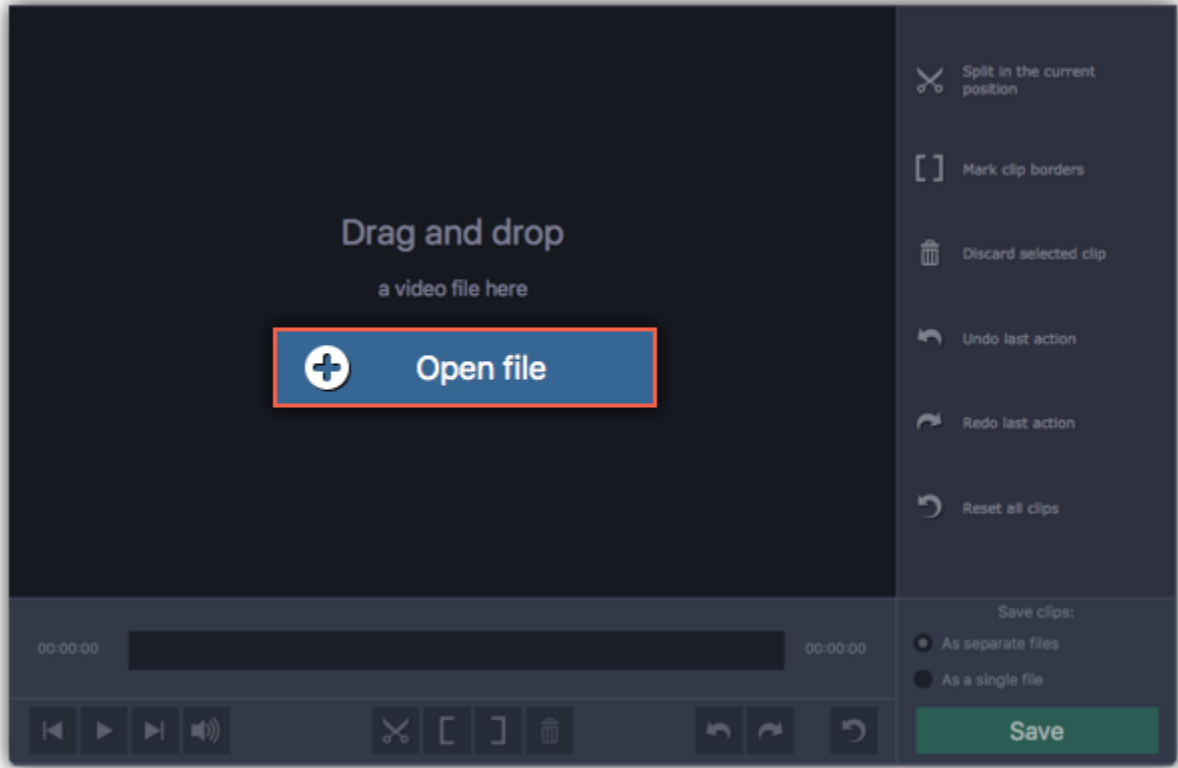 Drag and drop
a video file here
Open file
Split in the current
position
Mark clip borders
Discard selected clip
Undo last action
Redo last action
Reset all clips
00:00:00
00:00:00
Save clips:
As separate files
As a single file
Save